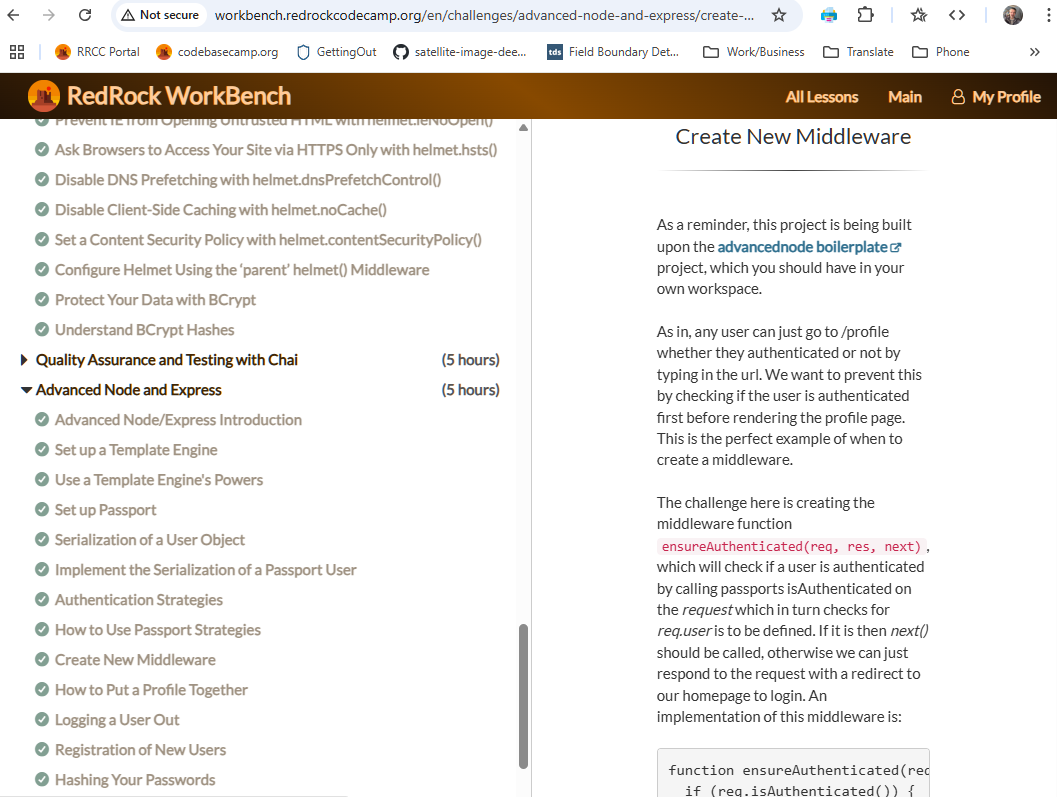 Not secure
workbench.redrockcodecamp.org/en/challenges/advanced-node-and-express/create-...
RRCC Portal
codebasecamp.org
GettingOut
satellite-image-dee...
tds
Field Boundary Det...
Work/Business
Translate
Phone
RedRock WorkBench
All Lessons
Main
My Profile
Prevent IE from Opening Untrusted HTML with helmet.ieNoOpen()
Ask Browsers to Access Your Site via HTTPS Only with helmet.hsts()
Disable DNS Prefetching with helmet.dnsPrefetchControl()
Disable Client-Side Caching with helmet.noCache()
Set a Content Security Policy with helmet.contentSecurityPolicy()
Configure Helmet Using the ‘parent’ helmet() Middleware
Protect Your Data with BCrypt
Understand BCrypt Hashes
Quality Assurance and Testing with Chai (5 hours)
Advanced Node and Express (5 hours)
Advanced Node/Express Introduction
Set up a Template Engine
Use a Template Engine's Powers
Set up Passport
Serialization of a User Object
Implement the Serialization of a Passport User
Authentication Strategies
How to Use Passport Strategies
Create New Middleware
How to Put a Profile Together
Logging a User Out
Registration of New Users
Hashing Your Passwords
Create New Middleware
As a reminder, this project is being built
upon the advancednode boilerplate
project, which you should have in your
own workspace.
As in, any user can just go to /profile
whether they authenticated or not by
typing in the url. We want to prevent this
by checking if the user is authenticated
first before rendering the profile page.
This is the perfect example of when to
create a middleware.
The challenge here is creating the
middleware function
ensureAuthenticated(req, res, next) ,
which will check if a user is authenticated
by calling passports isAuthenticated on
the request which in turn checks for
req.user is to be defined. If it is then next()
should be called, otherwise we can just
respond to the request with a redirect to
our homepage to login. An
implementation of this middleware is:
function ensureAuthenticated(req
if (req.isAuthenticated()) {